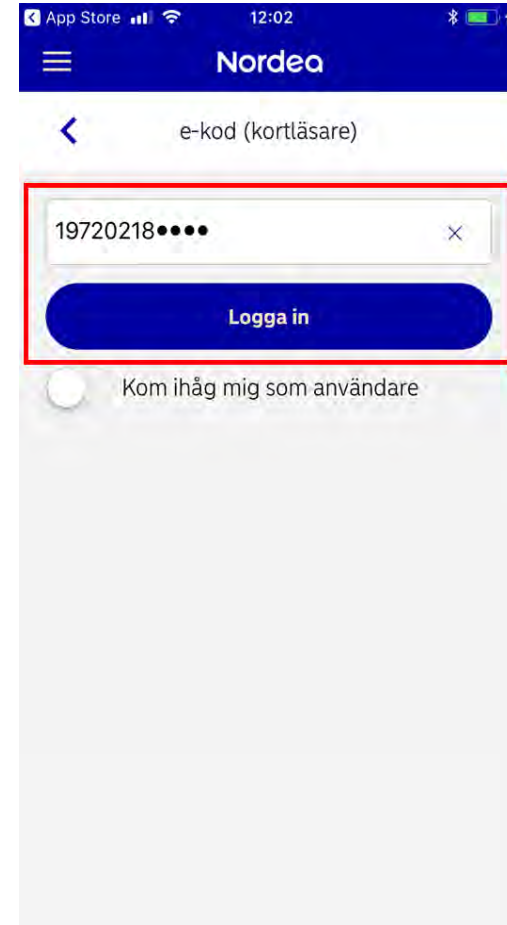 App Store 12:02
Nordea
e-kod (kortläsare)
19720218••••
Logga in
Kom ihåg mig som användare